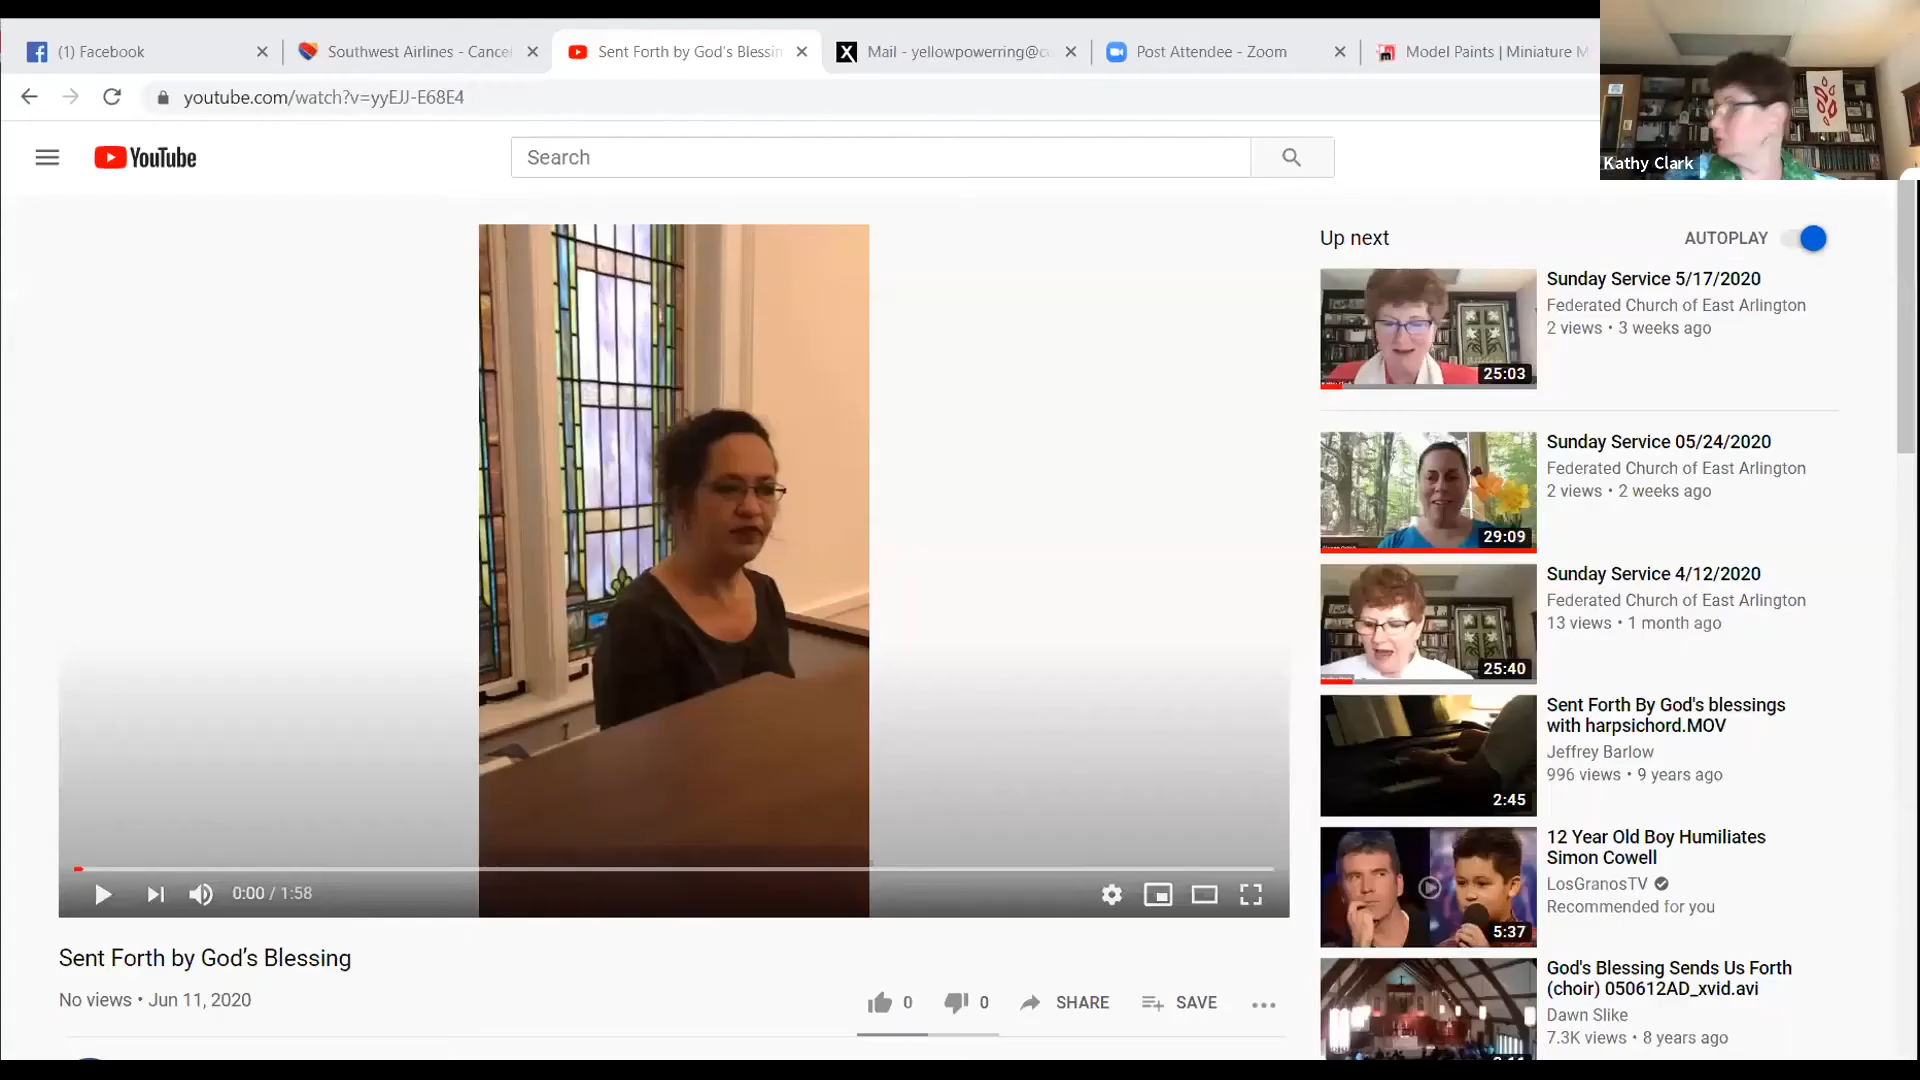 (1) Facebook
Southwest Airlines - Cancel
Sent Forth by God's Blessin
Mail - yellowpowerring@c
Post Attendee - Zoom
Model Paints | Miniature M
youtube.com/watch?v=yyEJJ-E68E4
Kathy Clark
YouTube
Search
Up next
AUTOPLAY
Sunday Service 5/17/2020
Federated Church of East Arlington
2 views • 3 weeks ago
25:03
Sunday Service 05/24/2020
Federated Church of East Arlington
2 views • 2 weeks ago
29:09
Sunday Service 4/12/2020
Federated Church of East Arlington
13 views • 1 month ago
25:40
Sent Forth By God's blessings
with harpsichord.MOV
Jeffrey Barlow
996 views • 9 years ago
2:45
12 Year Old Boy Humiliates
Simon Cowell
LosGranosTV
Recommended for you
5:37
God's Blessing Sends Us Forth
(choir) 050612AD_xvid.avi
Dawn Slike
7.3K views • 8 years ago
0:00 / 1:58
Sent Forth by God’s Blessing
No views • Jun 11, 2020
0
0
SHARE
SAVE